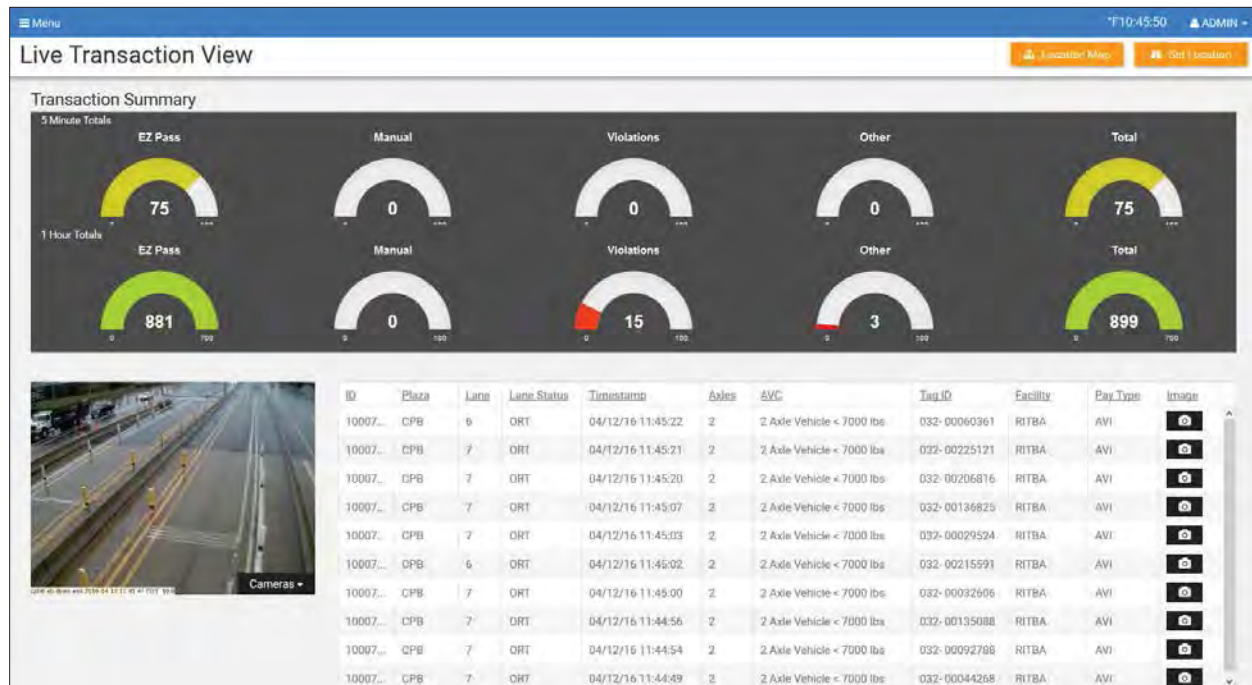 Menu °F10:45:50 ADMIN
Live Transaction View Location Map Set Location
Transaction Summary
5 Minute Totals
EZ Pass Manual Violations Other Total
75 0 0 0 75
0 0 0 0 0
1 Hour Totals
EZ Pass Manual Violations Other Total
881 0 15 3 899
0 700 0 100 0 100 0 100 0 700
Cameras
ID Plaza Lane Lane Status Timestamp Axles AVC Tag ID Facility Pay Type Image
10007... CPB 6 ORT 04/12/16 11:45:22 2 2 Axle Vehicle < 7000 lbs 032- 00060361 RITBA AVI
10007... CPB 7 ORT 04/12/16 11:45:21 2 2 Axle Vehicle < 7000 lbs 032- 00225121 RITBA AVI
10007... CPB 7 ORT 04/12/16 11:45:20 2 2 Axle Vehicle < 7000 lbs 032- 00206816 RITBA AVI
10007... CPB 7 ORT 04/12/16 11:45:07 2 2 Axle Vehicle < 7000 lbs 032- 00136825 RITBA AVI
10007... CPB 7 ORT 04/12/16 11:45:03 2 2 Axle Vehicle < 7000 lbs 032- 00029524 RITBA AVI
10007... CPB 6 ORT 04/12/16 11:45:02 2 2 Axle Vehicle < 7000 lbs 032- 00215591 RITBA AVI
10007... CPB 7 ORT 04/12/16 11:45:00 2 2 Axle Vehicle < 7000 lbs 032- 00032606 RITBA AVI
10007... CPB 7 ORT 04/12/16 11:44:56 2 2 Axle Vehicle < 7000 lbs 032- 00135088 RITBA AVI
10007... CPB 7 ORT 04/12/16 11:44:54 2 2 Axle Vehicle < 7000 lbs 032- 00092788 RITBA AVI
10007... CPB 7 ORT 04/12/16 11:44:49 2 2 Axle Vehicle < 7000 lbs 032- 00044268 RITBA AVI